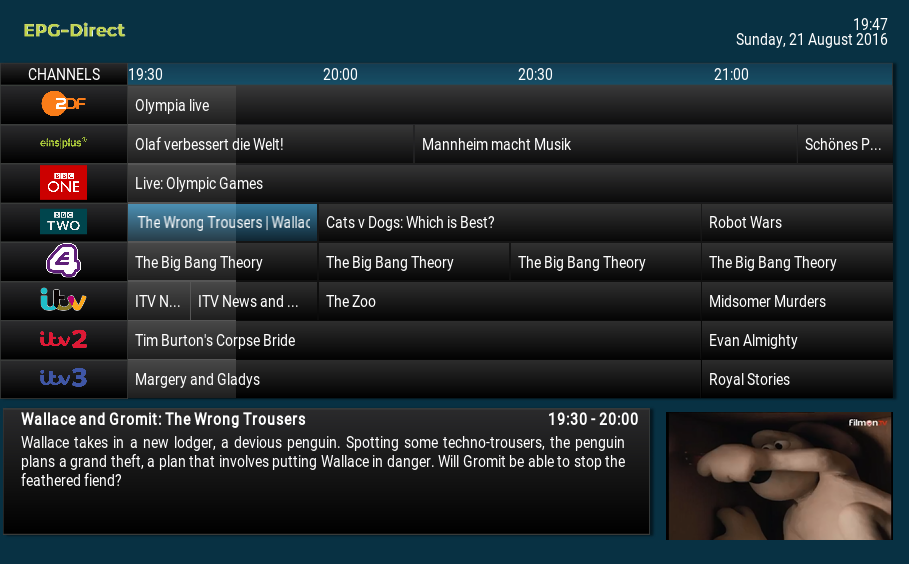 EPG-Direct
19:47
Sunday, 21 August 2016
CHANNELS 19:30 20:00 20:30 21:00
ZDF Olympia live
einsplus Olaf verbessert die Welt! Mannheim macht Musik Schönes P...
BBC ONE Live: Olympic Games
BBC TWO The Wrong Trousers | Wallac Cats v Dogs: Which is Best? Robot Wars
E4 The Big Bang Theory The Big Bang Theory The Big Bang Theory The Big Bang Theory
itv ITV N... ITV News and ... The Zoo Midsomer Murders
itv2 Tim Burton's Corpse Bride Evan Almighty
itv3 Margery and Gladys Royal Stories
Wallace and Gromit: The Wrong Trousers 19:30 - 20:00
Wallace takes in a new lodger, a devious penguin. Spotting some techno-trousers, the penguin
plans a grand theft, a plan that involves putting Wallace in danger. Will Gromit be able to stop the
feathered fiend?
filmontv